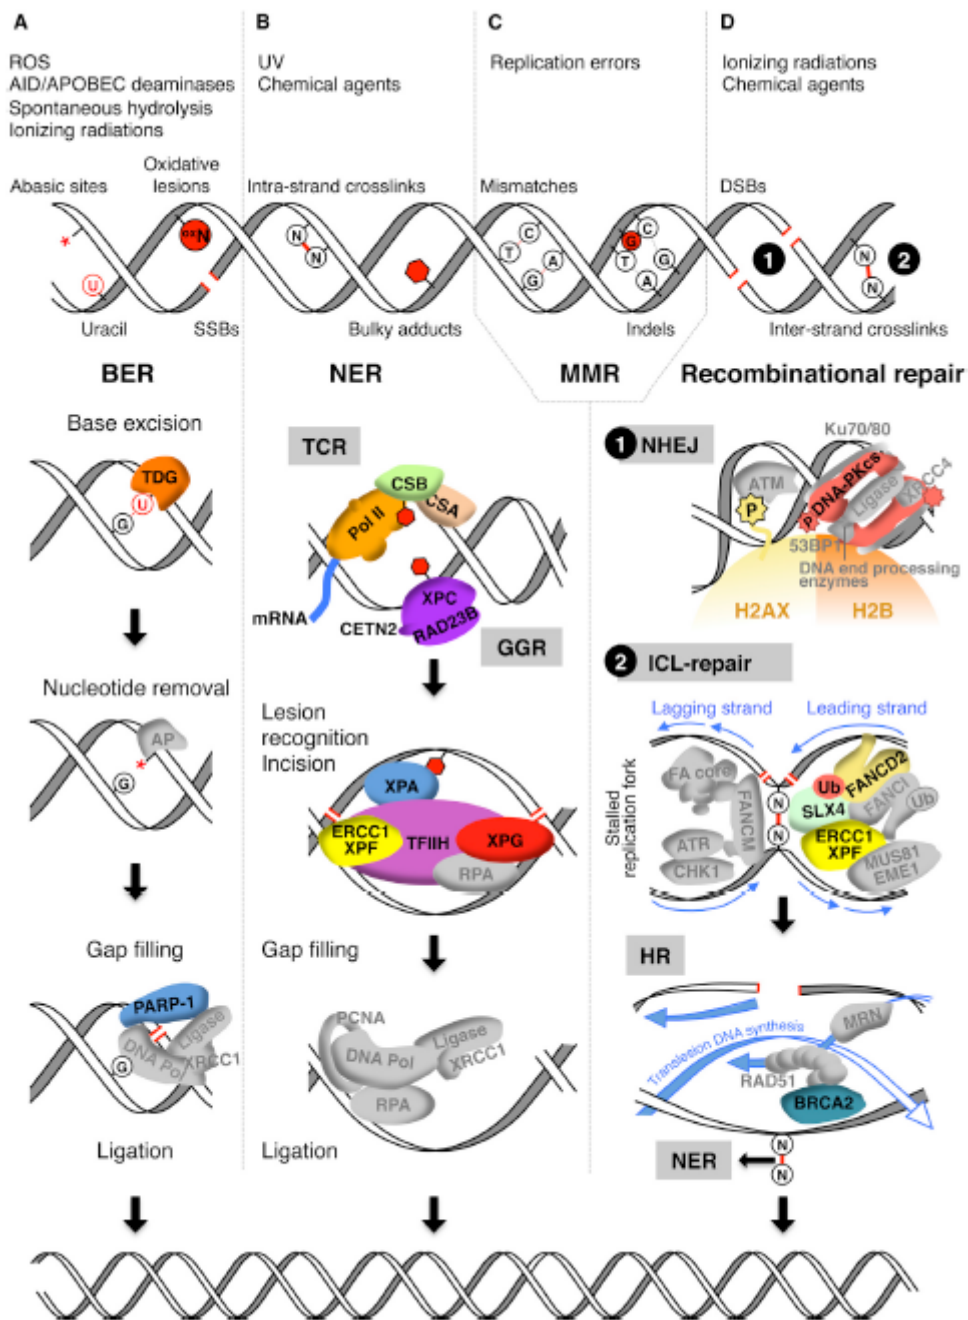 A
B
C
D
ROS
AID/APOBEC deaminases
Spontaneous hydrolysis
Ionizing radiations
UV
Chemical agents
Replication errors
Ionizing radiations
Chemical agents
Abasic sites
Oxidative
lesions
Intra-strand crosslinks
Mismatches
DSBs
oxN
U
N
N
C
T
A
G
C
G
T
G
A
1
2
N
N
Uracil
SSBs
Bulky adducts
Indels
Inter-strand crosslinks
BER
NER
MMR
Recombinational repair
Base excision
TDG
U
G
Nucleotide removal
AP
*
G
Gap filling
PARP-1
Ligase
DNA Pol
XRCC1
G
Ligation
TCR
CSB
CSA
Pol II
mRNA
XPC
RAD23B
CETN2
GGR
Lesion
recognition
Incision
XPA
ERCC1
XPF
TFIIH
XPG
RPA
Gap filling
PCNA
DNA Pol
Ligase
XRCC1
RPA
Ligation
1 NHEJ
Ku70/80
ATM
P
P
DNA-PKcs
Ligase
XRCC4
53BP1
DNA end processing
enzymes
H2AX
H2B
2 ICL-repair
Lagging strand
Leading strand
Stalled
replication fork
FA core
FANCM
ATR
CHK1
N
N
Ub
FANCD2
FANCI
Ub
SLX4
ERCC1
XPF
MUS81
EME1
HR
MRN
Translesion DNA synthesis
RAD51
BRCA2
NER
N
N